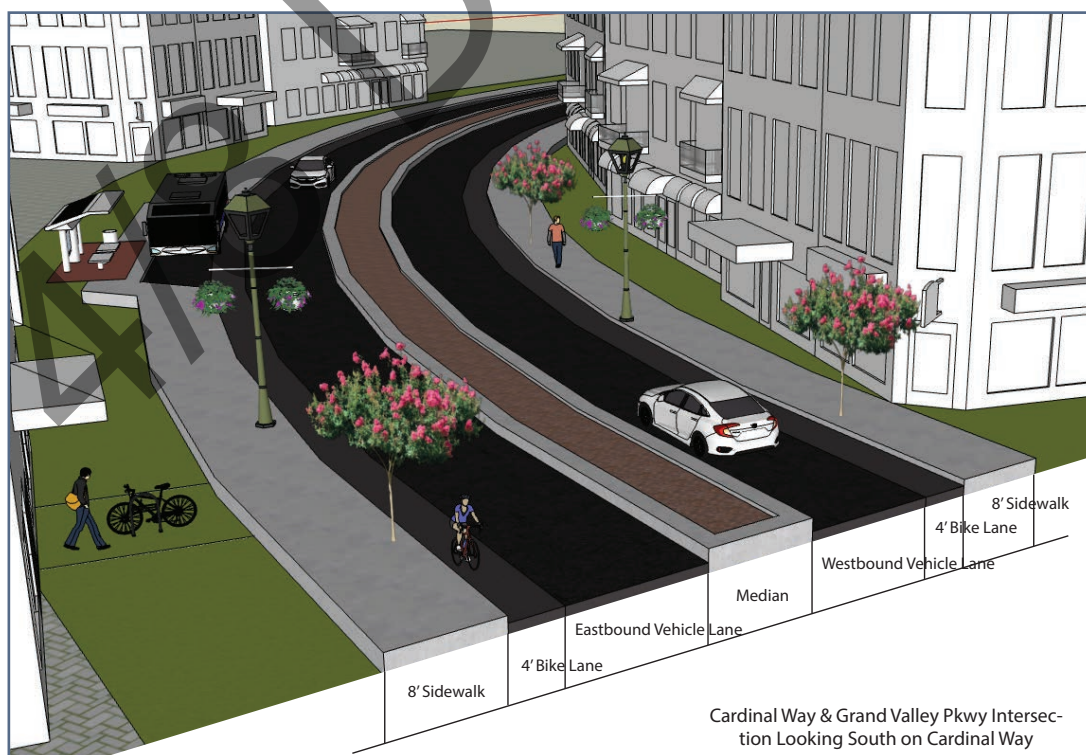 8' Sidewalk
4' Bike Lane
Eastbound Vehicle Lane
Median
Westbound Vehicle Lane
4' Bike Lane
8' Sidewalk
Cardinal Way & Grand Valley Pkwy Intersec-
tion Looking South on Cardinal Way